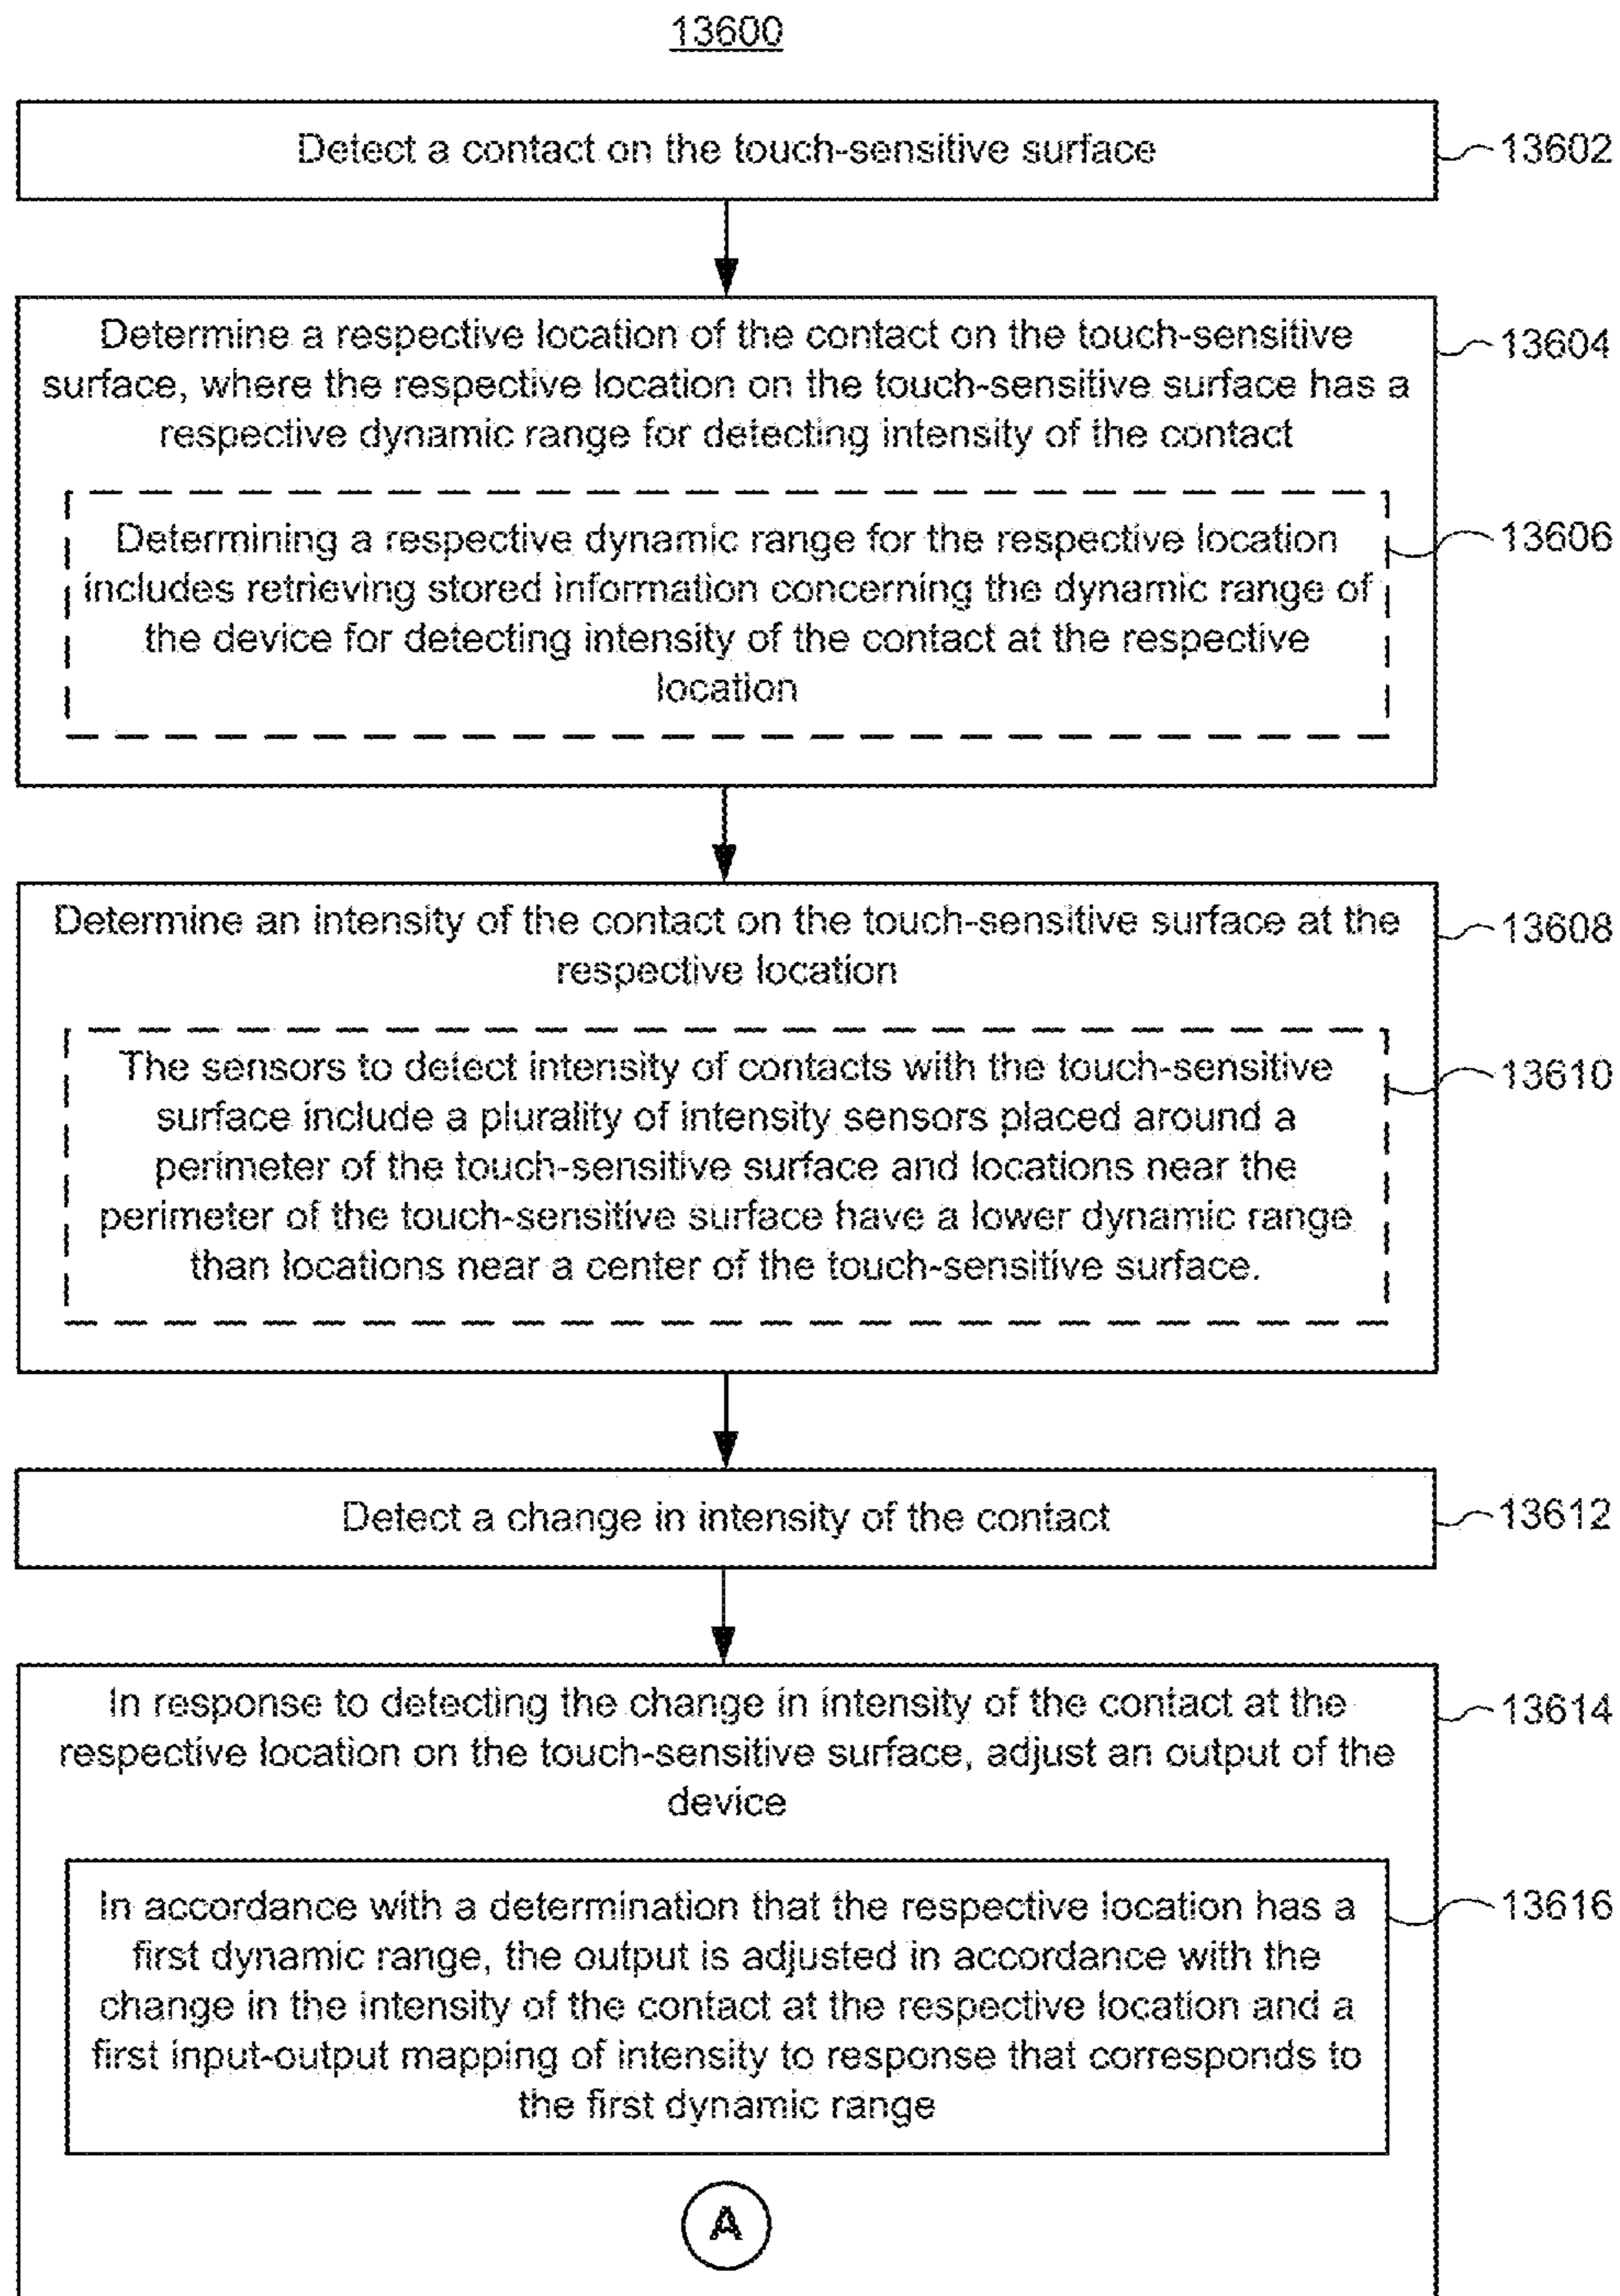 13600
Detect a contact on the touch-sensitive surface
13602
Determine a respective location of the contact on the touch-sensitive
surface, where the respective location on the touch-sensitive surface has a
respective dynamic range for detecting intensity of the contact
13604
Determining a respective dynamic range for the respective location
includes retrieving stored information concerning the dynamic range of
the device for detecting intensity of the contact at the respective
location
13606
Determine an intensity of the contact on the touch-sensitive surface at the
respective location
13608
The sensors to detect intensity of contacts with the touch-sensitive
surface include a plurality of intensity sensors placed around a
perimeter of the touch-sensitive surface and locations near the
perimeter of the touch-sensitive surface have a lower dynamic range
than locations near a center of the touch-sensitive surface.
13610
Detect a change in intensity of the contact
13612
In response to detecting the change in intensity of the contact at the
respective location on the touch-sensitive surface, adjust an output of the
device
13614
In accordance with a determination that the respective location has a
first dynamic range, the output is adjusted in accordance with the
change in the intensity of the contact at the respective location and a
first input-output mapping of intensity to response that corresponds to
the first dynamic range
13616
A